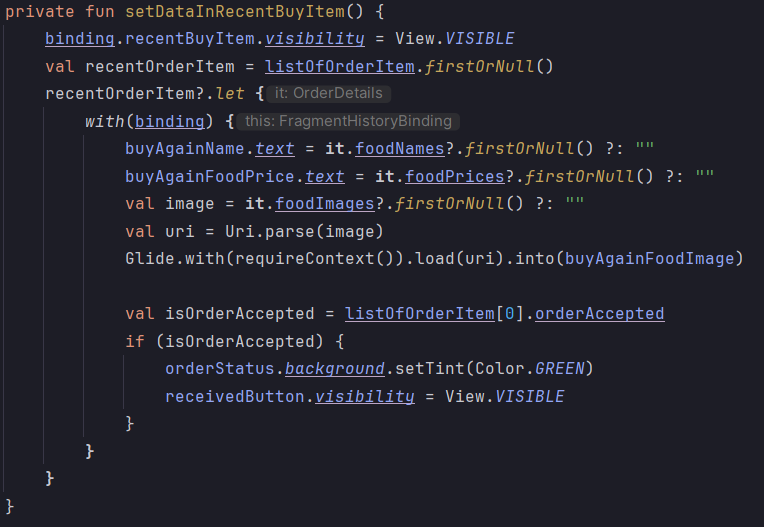 private fun setDataInRecentBuyItem() {
    binding.recentBuyItem.visibility = View.VISIBLE
    val recentOrderItem = listOfOrderItem.firstOrNull()
    recentOrderItem?.let { it: OrderDetails
        with(binding) { this: FragmentHistoryBinding
            buyAgainName.text = it.foodNames?.firstOrNull() ?: ""
            buyAgainFoodPrice.text = it.foodPrices?.firstOrNull() ?: ""
            val image = it.foodImages?.firstOrNull() ?: ""
            val uri = Uri.parse(image)
            Glide.with(requireContext()).load(uri).into(buyAgainFoodImage)

            val isOrderAccepted = listOfOrderItem[0].orderAccepted
            if (isOrderAccepted) {
                orderStatus.background.setTint(Color.GREEN)
                receivedButton.visibility = View.VISIBLE
            }
        }
    }
}